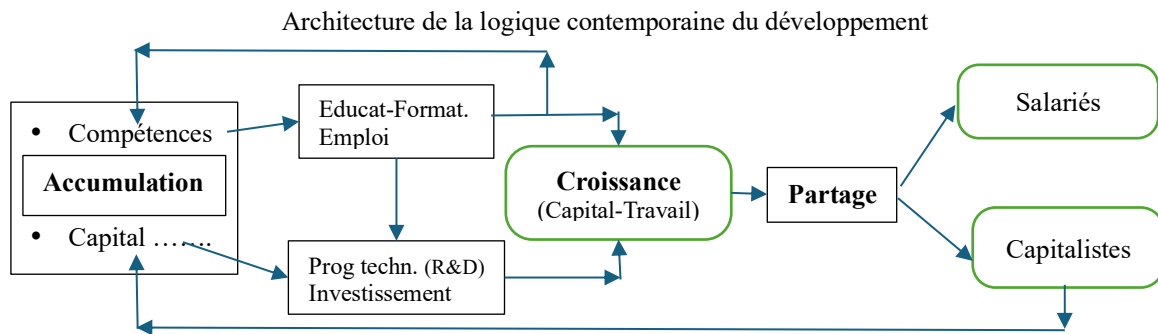 Architecture de la logique contemporaine du développement
• Compétences
Accumulation
• Capital …….
Educat-Format.
Emploi
Prog techn. (R&D)
Investissement
Croissance
(Capital-Travail)
Partage
Salariés
Capitalistes